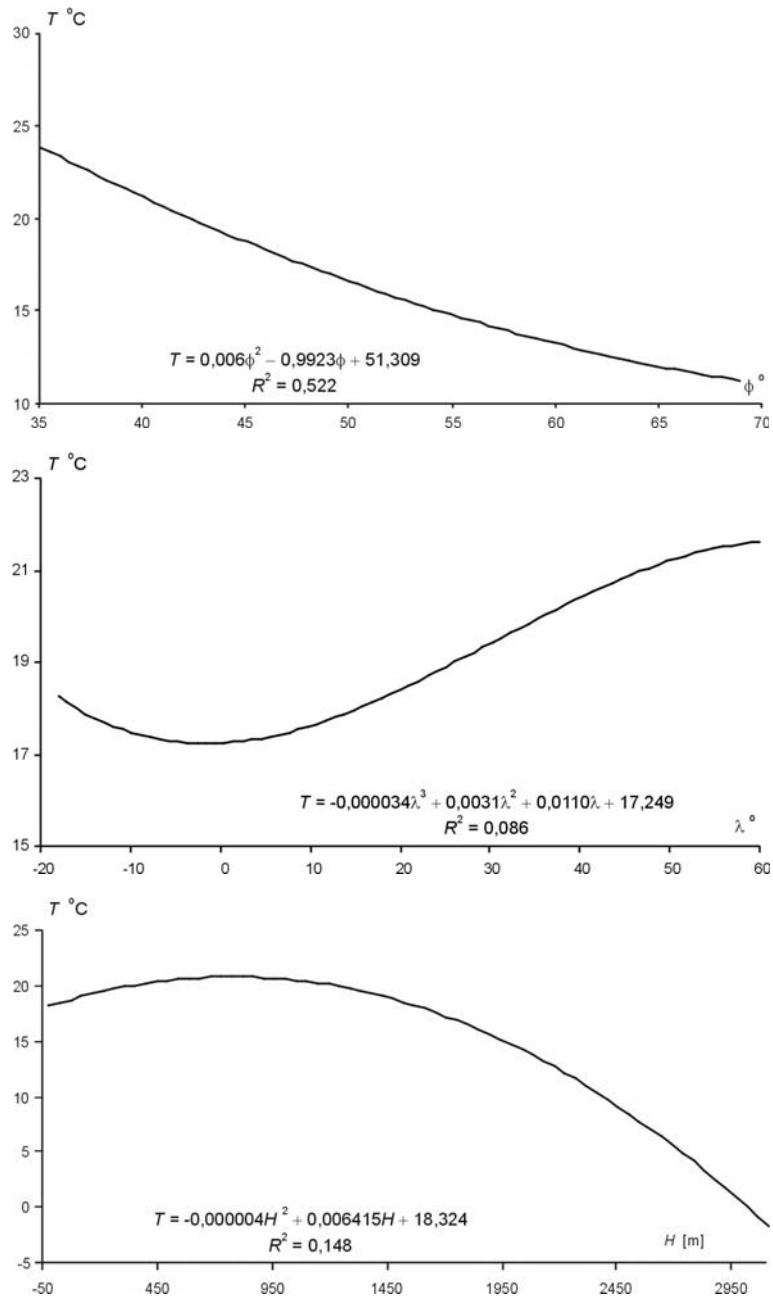 T °C
30
25
20
15
10
T = 0,006ϕ² – 0,9923ϕ + 51,309
R² = 0,522
ϕ °
35 40 45 50 55 60 65 70
T °C
23
21
19
17
15
T = -0,000034λ³ + 0,0031λ² + 0,0110λ + 17,249
R² = 0,086
λ °
-20 -10 0 10 20 30 40 50 60
T °C
25
20
15
10
5
0
-5
T = -0,000004H² + 0,006415H + 18,324
R² = 0,148
H [m]
-50 450 950 1450 1950 2450 2950